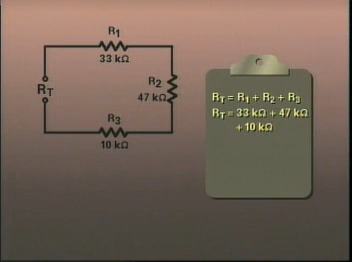 R1
33 kΩ
RT
R2
47 kΩ
R3
10 kΩ
RT = R1 + R2 + R3
RT = 33 kΩ + 47 kΩ
+ 10 kΩ